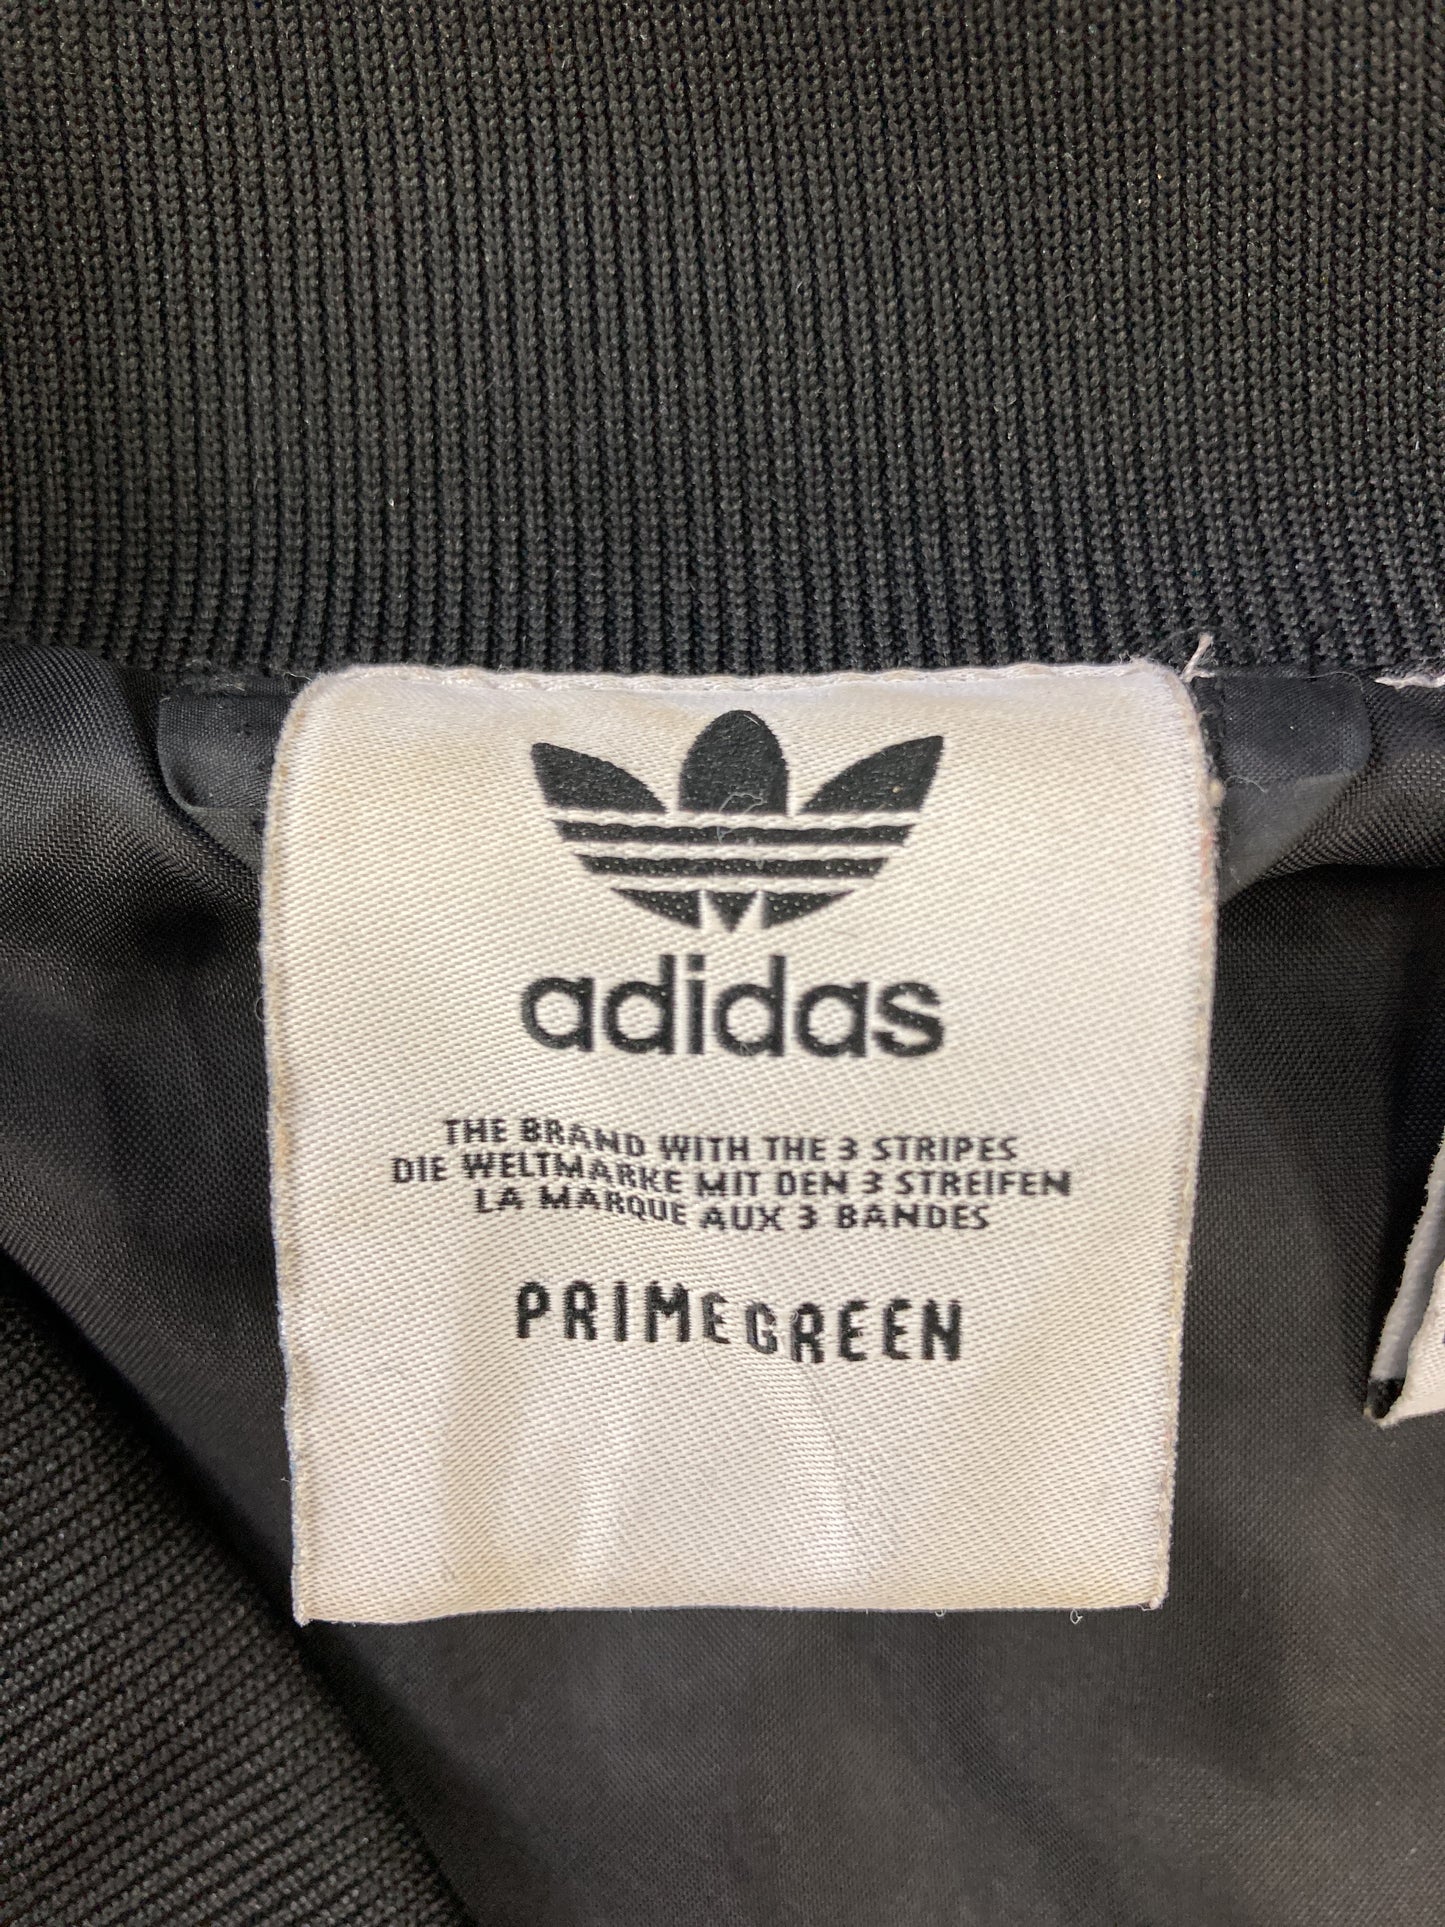 adidas
THE BRAND WITH THE 3 STRIPES
DIE WELTMARKE MIT DEN 3 STREIFEN
LA MARQUE AUX 3 BANDES
PRIMEGREEN